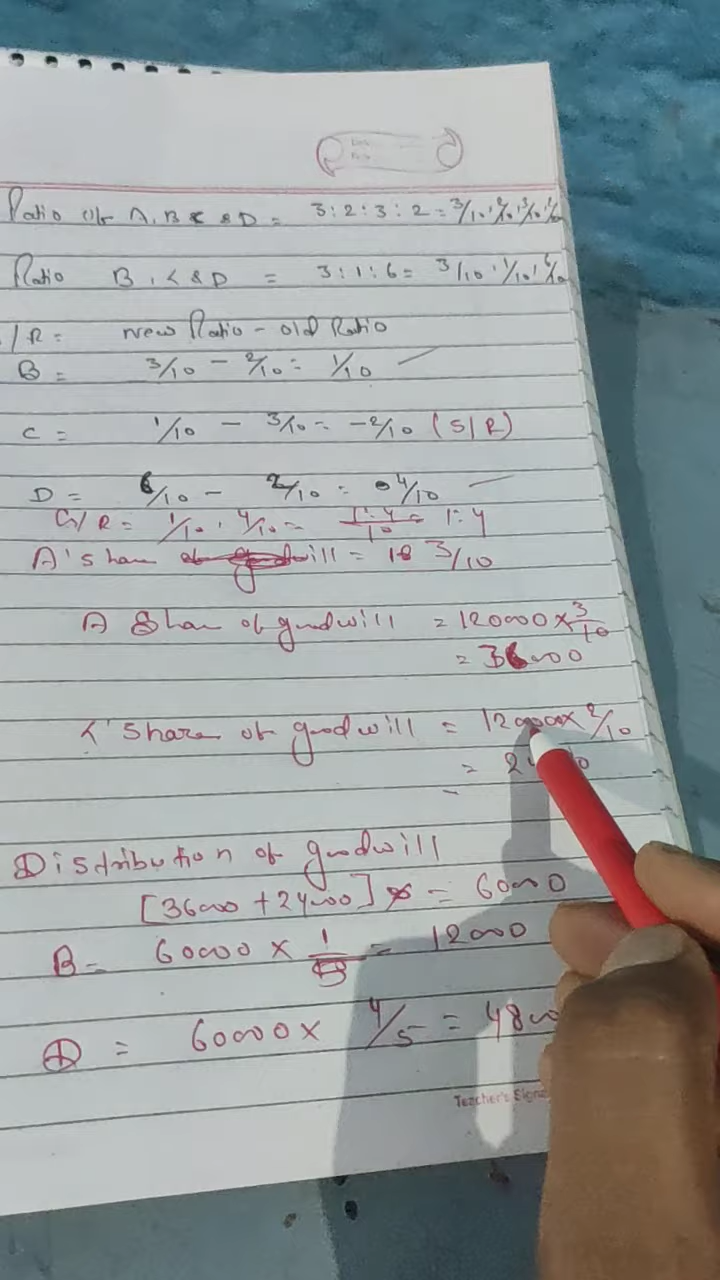 Ratio of A, B C & D = 3:2:3:2 = 3/10, 2/10, 3/10, 2/10
Ratio B, C & D = 3:1:6 = 3/10, 1/10, 6/10
/R = new Ratio - old Ratio
B = 3/10 - 2/10 = 1/10
C = 1/10 - 3/10 = -2/10 (S/R)
D = 6/10 - 2/10 = 4/10
G/R = 1/10, 4/10 = 1:4/10 = 1:4
A's share = 3/10
A Share of goodwill = 120000 x 3/10
= 36000
C' Share of goodwill = 120000 x 2/10
=
Distribution of goodwill
[36000 + 24000] = 60000
B = 60000 x 1/5 = 12000
D = 60000 x 4/5 = 4800
Teacher's